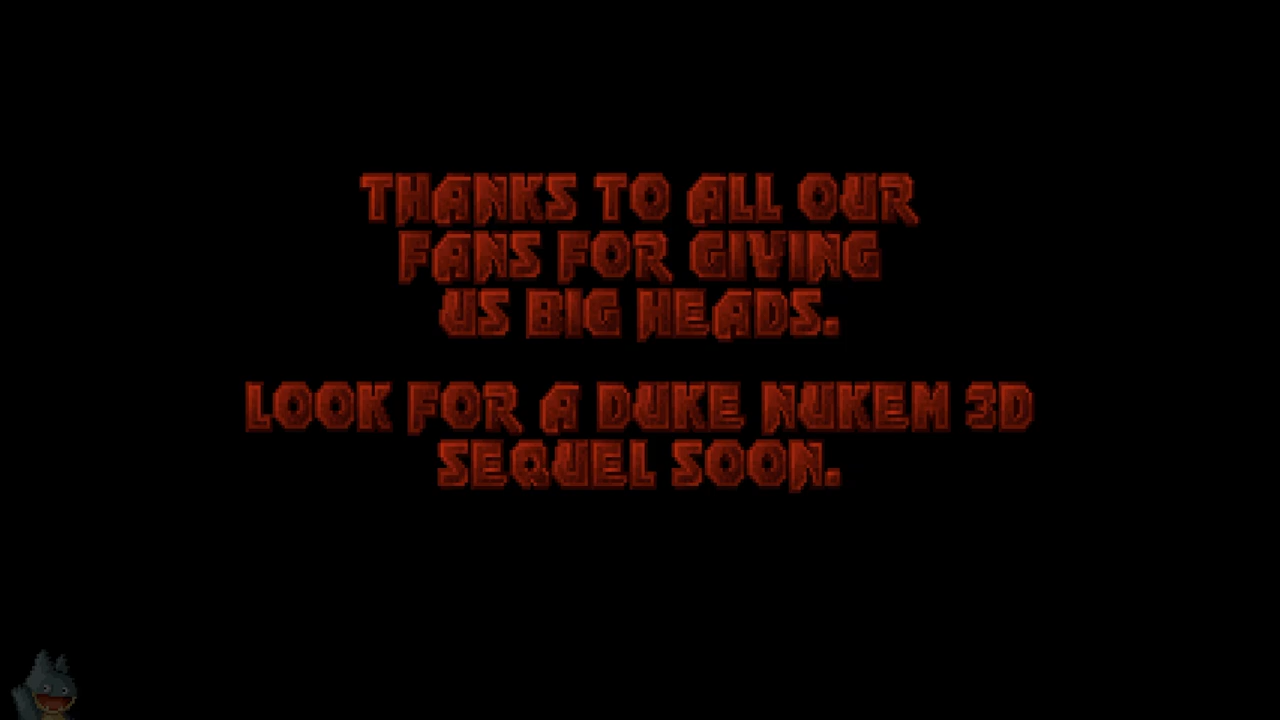 THANKS TO ALL OUR
FANS FOR GIVING
US BIG HEADS.
LOOK FOR A DUKE NUKEM 3D
SEQUEL SOON.